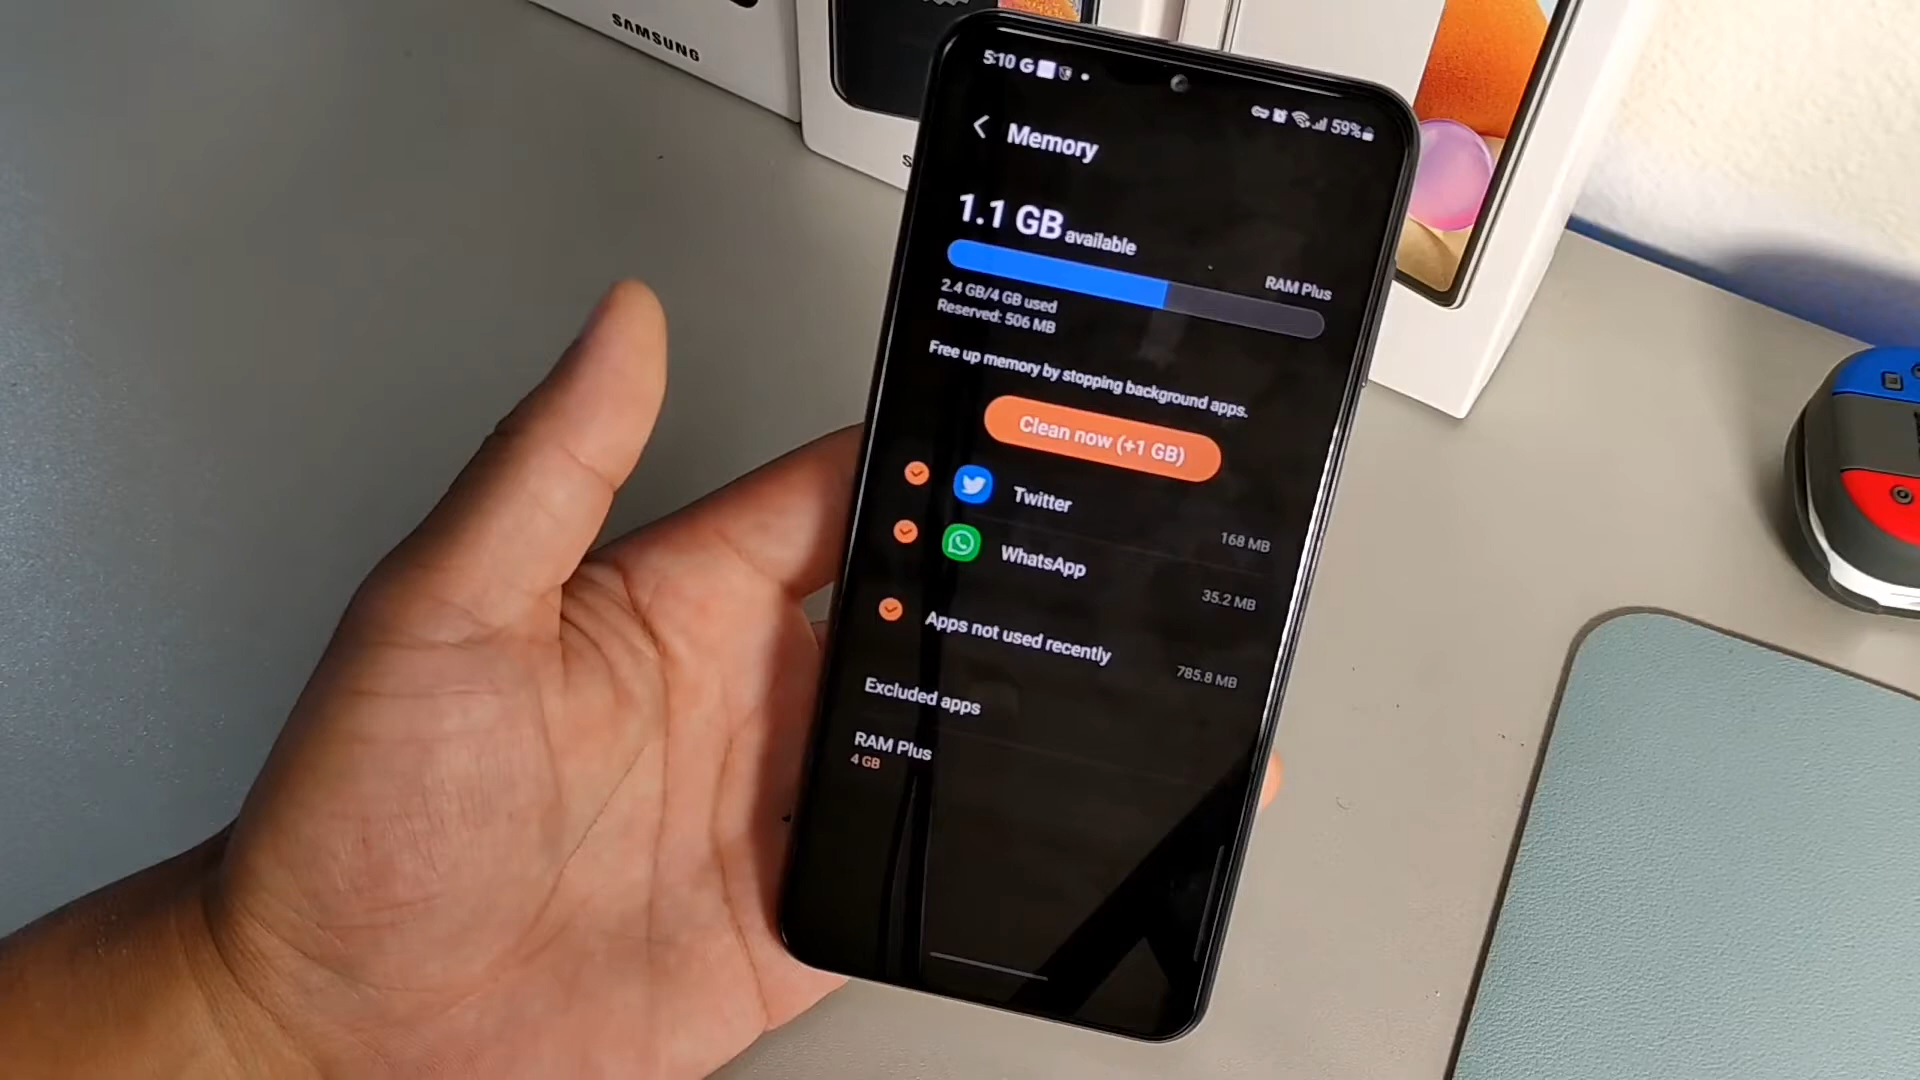 SAMSUNG
5:10
59%
Memory
1.1 GB available
RAM Plus
2.4 GB/4 GB used
Reserved: 506 MB
Free up memory by stopping background apps.
Clean now (+1 GB)
Twitter
168 MB
WhatsApp
35.2 MB
Apps not used recently
785.8 MB
Excluded apps
RAM Plus
4 GB